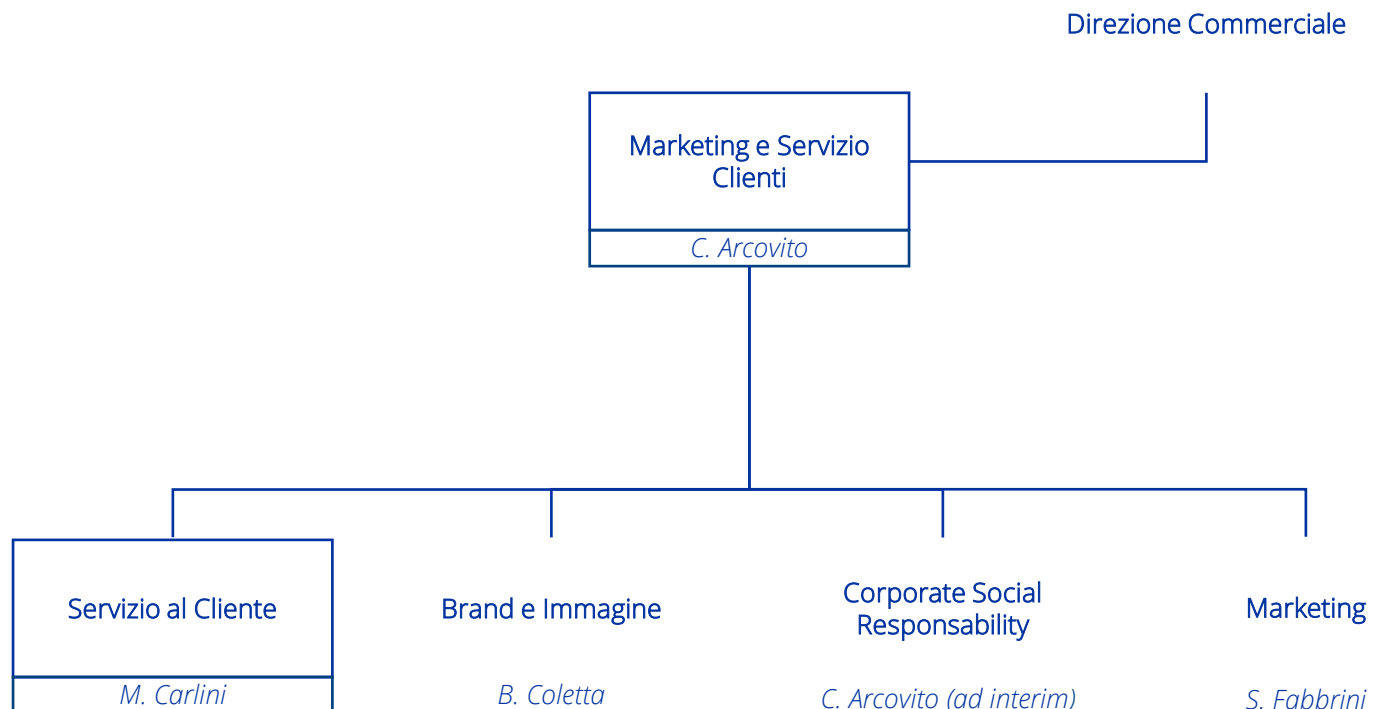 Direzione Commerciale
Marketing e Servizio
Clienti
C. Arcovito
Servizio al Cliente
Brand e Immagine
Corporate Social
Responsability
Marketing
M. Carlini
B. Coletta
C. Arcovito (ad interim)
S. Fabbrini